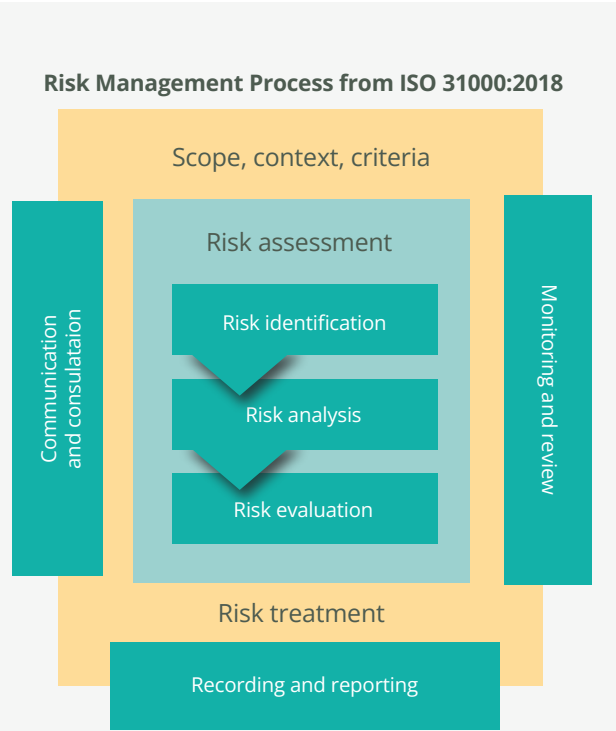 Risk Management Process from ISO 31000:2018
Scope, context, criteria
Risk assessment
Risk identification
Risk analysis
Risk evaluation
Communication
and consulataion
Monitoring and review
Risk treatment
Recording and reporting